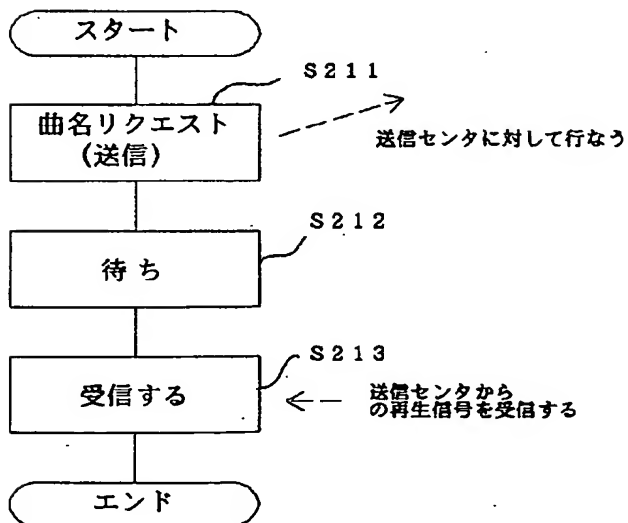 スタート
S211
曲名リクエスト
(送信)
送信センタに対して行なう
S212
待ち
S213
受信する
送信センタから
の再生信号を受信する
エンド